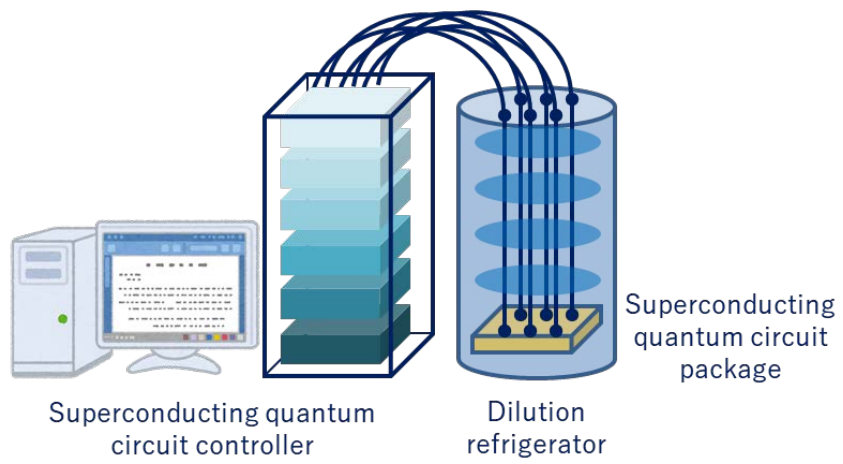 Superconducting quantum
circuit controller
Dilution
refrigerator
Superconducting
quantum circuit
package